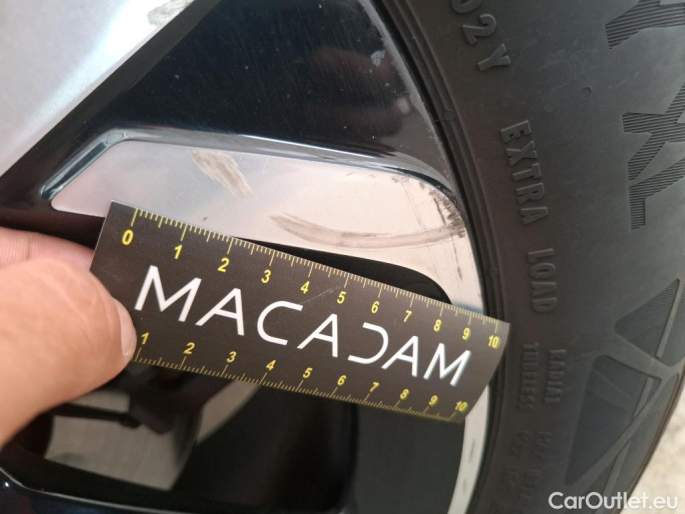 02Y
EXTRA LOAD
XL
0 1 2 3 4 5 6 7 8 9 10
MACADAM
1 2 3 4 5 6 7 8 9 10
CarOutlet.eu